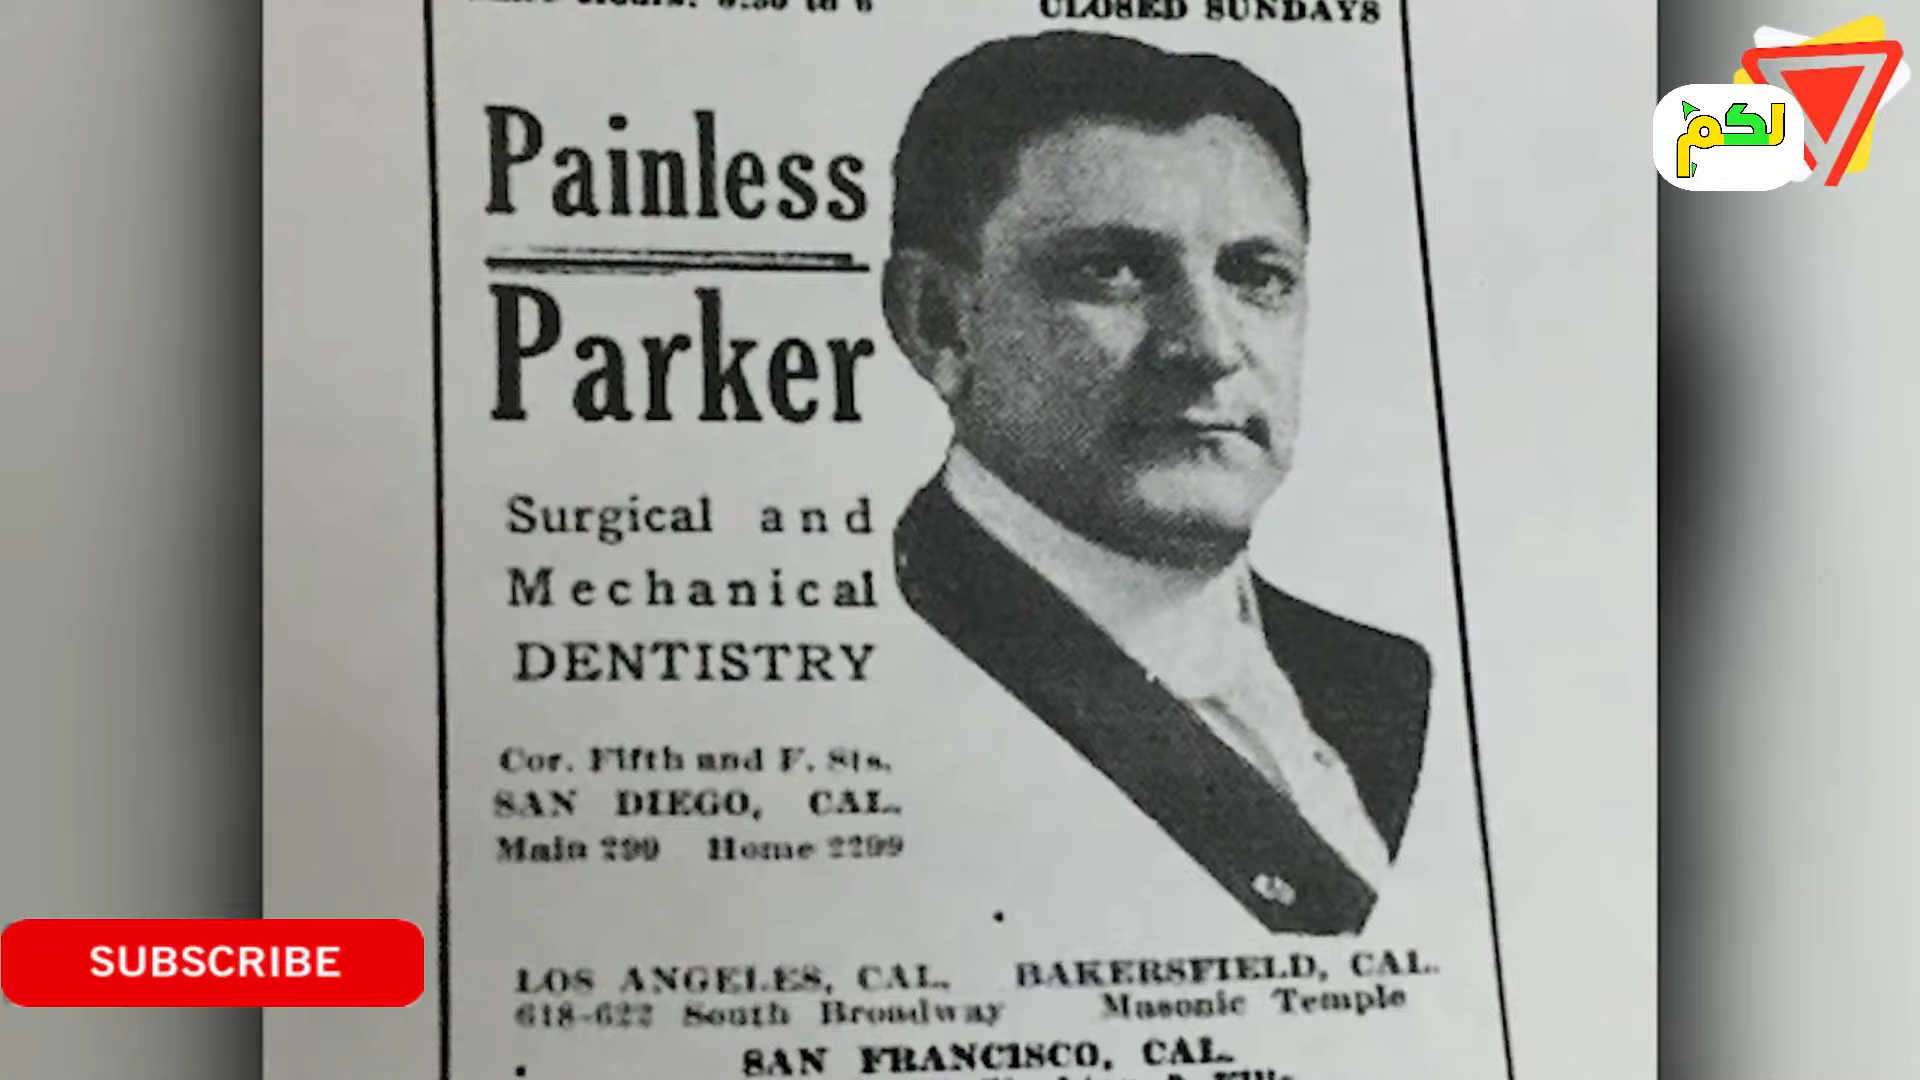 CLOSED SUNDAYS
لكم
Painless
Parker
Surgical and
Mechanical
DENTISTRY
Cor. Fifth and F. Sts.
SAN DIEGO, CAL.
Main 299 Home 2299
SUBSCRIBE
LOS ANGELES, CAL. BAKERSFIELD, CAL.
618-622 South Broadway Masonic Temple
SAN FRANCISCO, CAL.